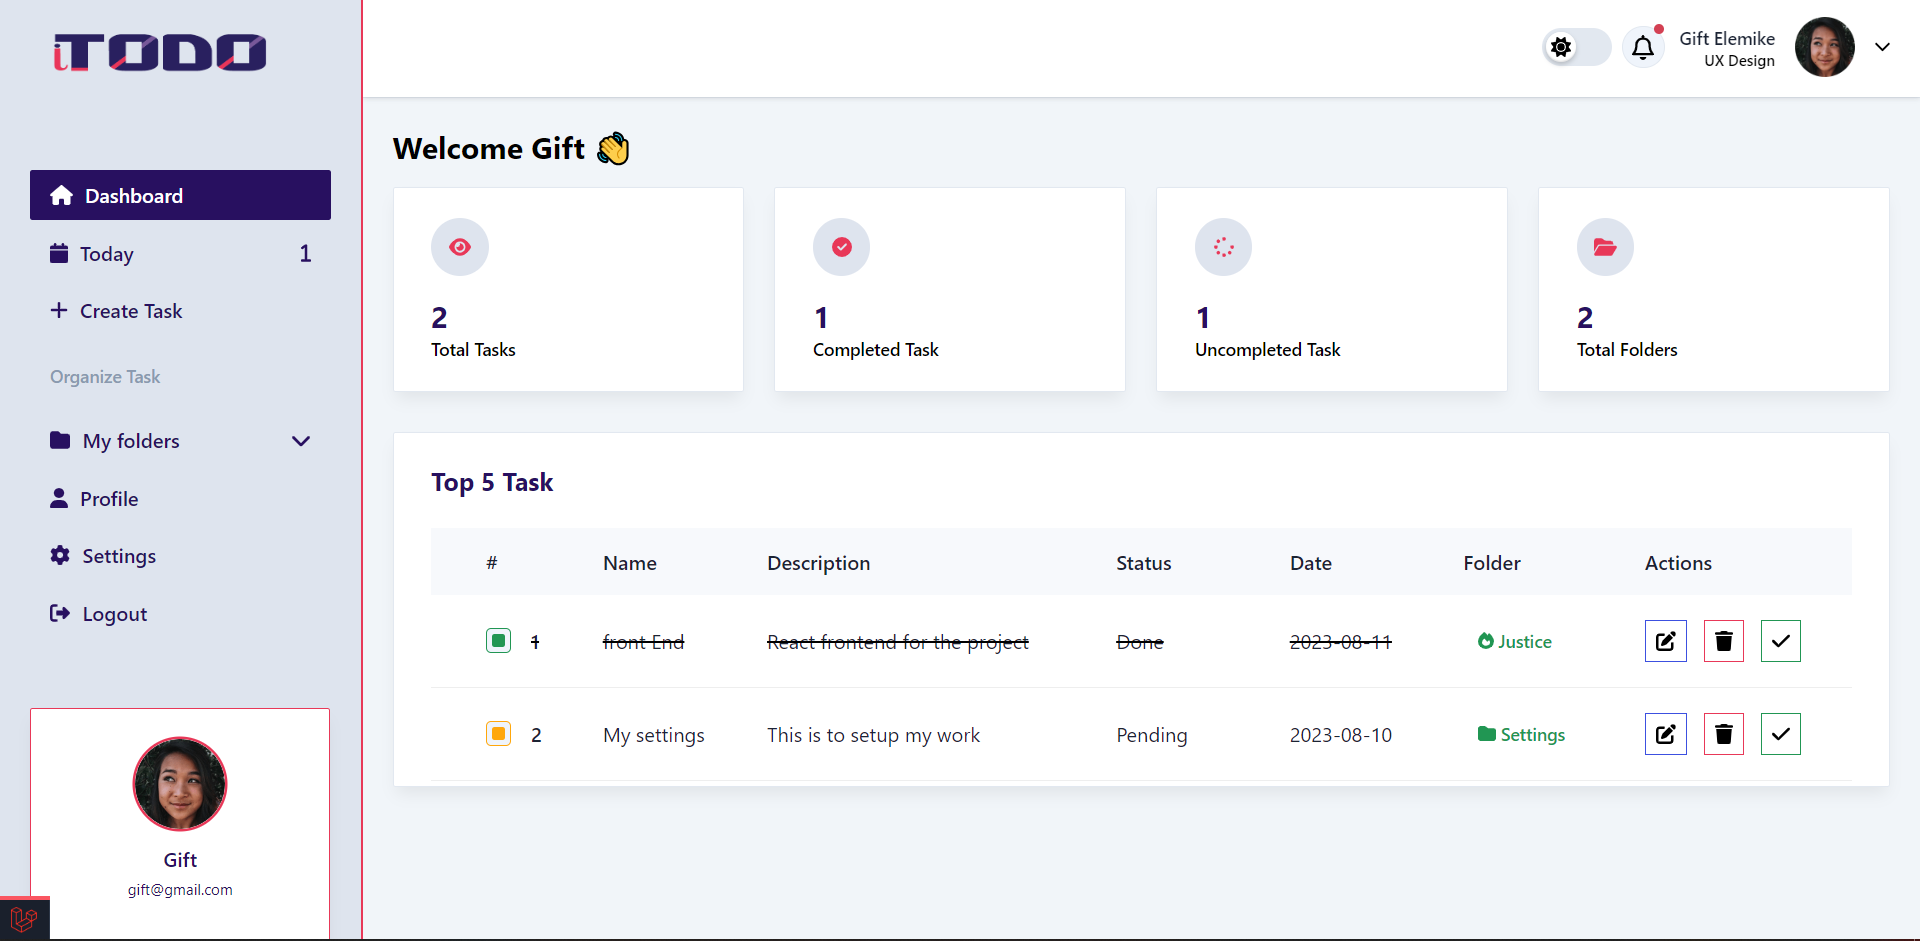 iTODO
Dashboard
Today 1
Create Task
Organize Task
My folders
Profile
Settings
Logout
Gift
gift@gmail.com
Gift Elemike
UX Design
Welcome Gift 👋
2
Total Tasks
1
Completed Task
1
Uncompleted Task
2
Total Folders
Top 5 Task
# Name Description Status Date Folder Actions
1 front End React frontend for the project Done 2023-08-11 Justice
2 My settings This is to setup my work Pending 2023-08-10 Settings